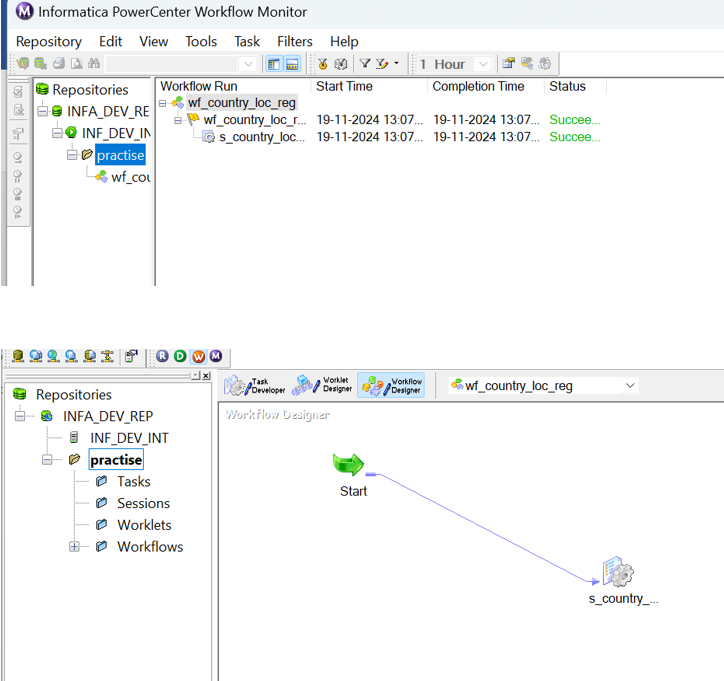 Informatica PowerCenter Workflow Monitor
Repository Edit View Tools Task Filters Help
1 Hour
Repositories
INFA_DEV_RE
INF_DEV_IN
practise
wf_cou
Workflow Run Start Time Completion Time Status
wf_country_loc_reg
wf_country_loc_r... 19-11-2024 13:07... 19-11-2024 13:07... Succee...
s_country_loc... 19-11-2024 13:07... 19-11-2024 13:07... Succee...
R D W M
Repositories
INFA_DEV_REP
INF_DEV_INT
practise
Tasks
Sessions
Worklets
Workflows
Task Developer Worklet Designer Workflow Designer wf_country_loc_reg
Workflow Designer
Start
s_country_...